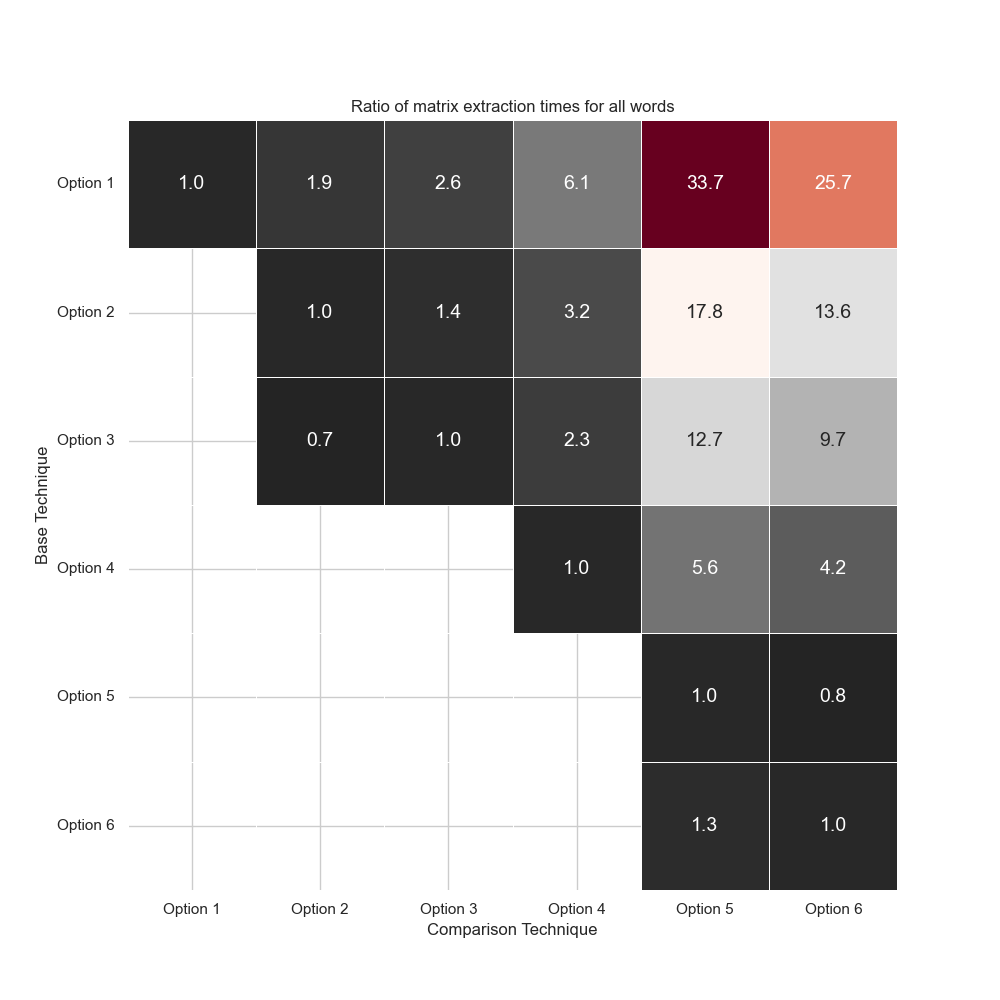 Ratio of matrix extraction times for all words
Option 1 1.0 1.9 2.6 6.1 33.7 25.7
Option 2 1.0 1.4 3.2 17.8 13.6
Option 3 0.7 1.0 2.3 12.7 9.7
Option 4 1.0 5.6 4.2
Option 5 1.0 0.8
Option 6 1.3 1.0
Base Technique
Option 1 Option 2 Option 3 Option 4 Option 5 Option 6
Comparison Technique